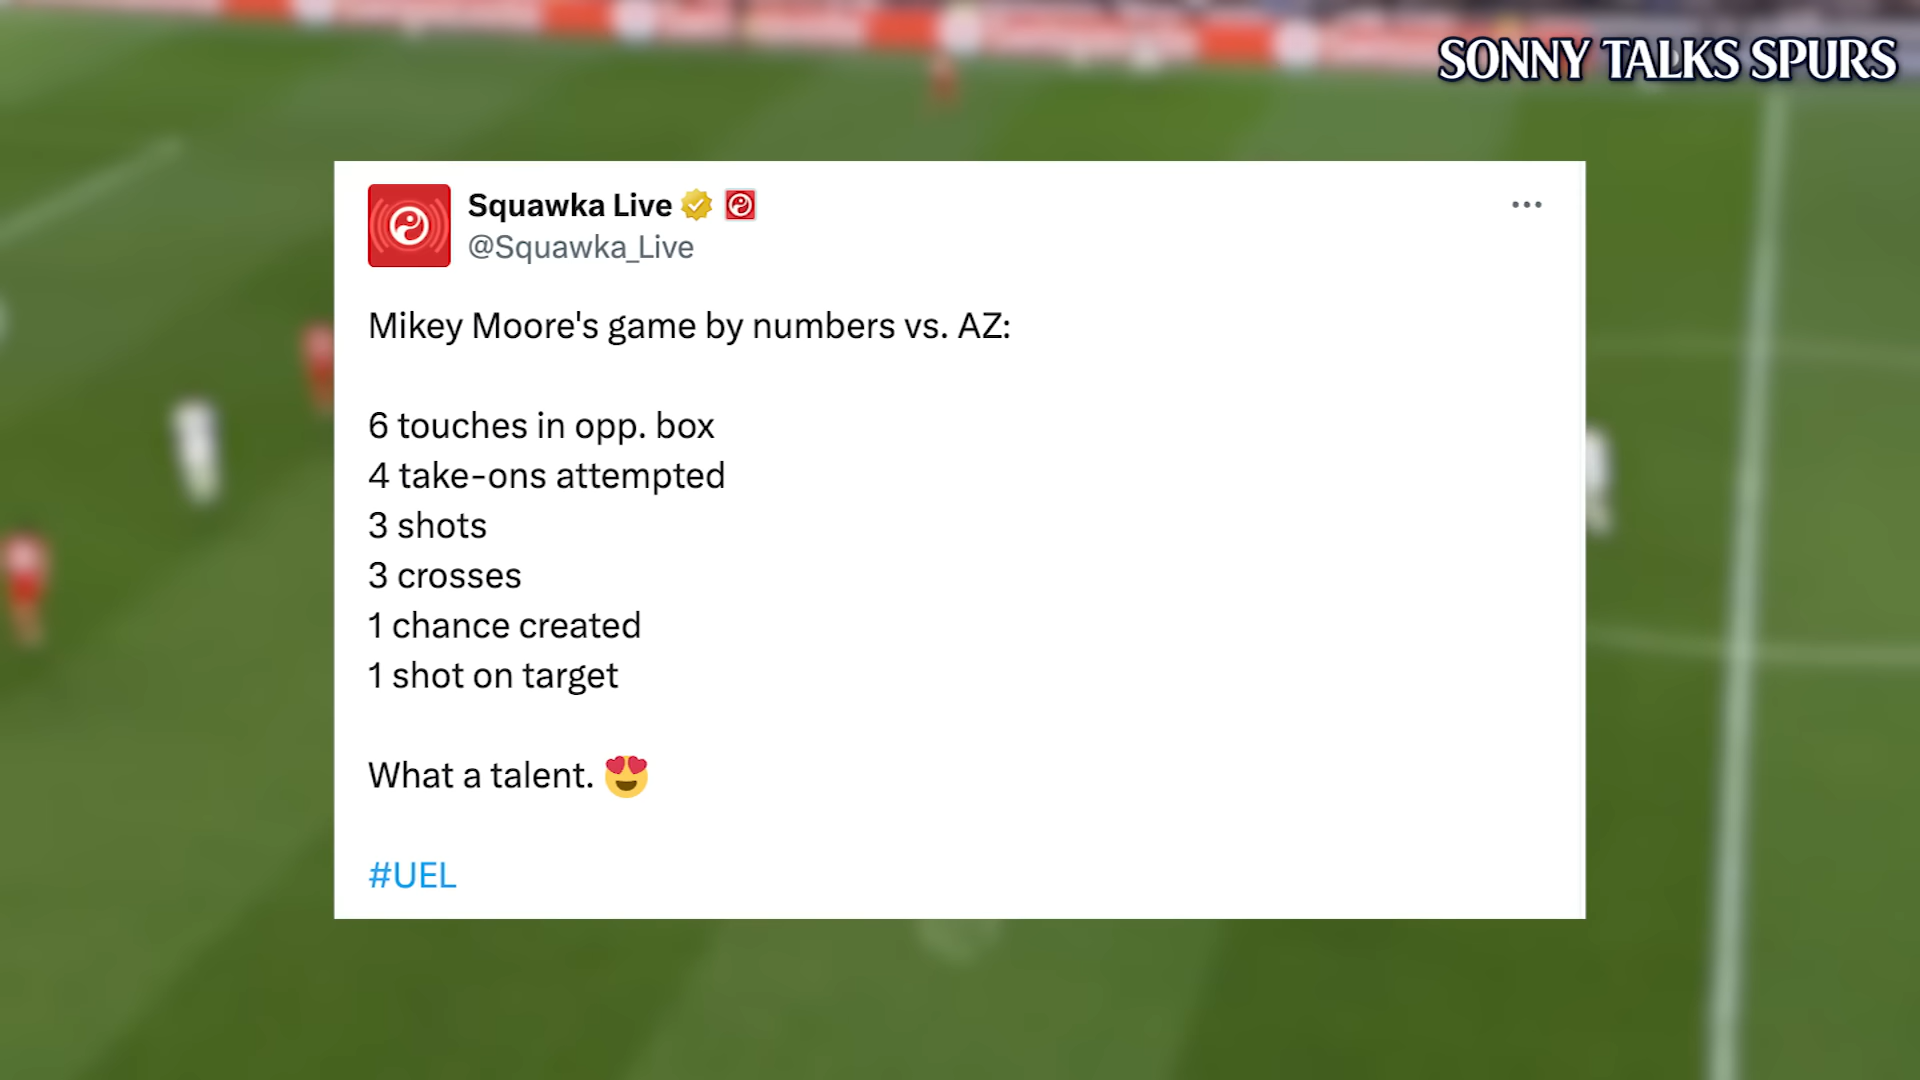 SONNY TALKS SPURS
Squawka Live
@Squawka_Live
Mikey Moore's game by numbers vs. AZ:
6 touches in opp. box
4 take-ons attempted
3 shots
3 crosses
1 chance created
1 shot on target
What a talent. 😍
#UEL